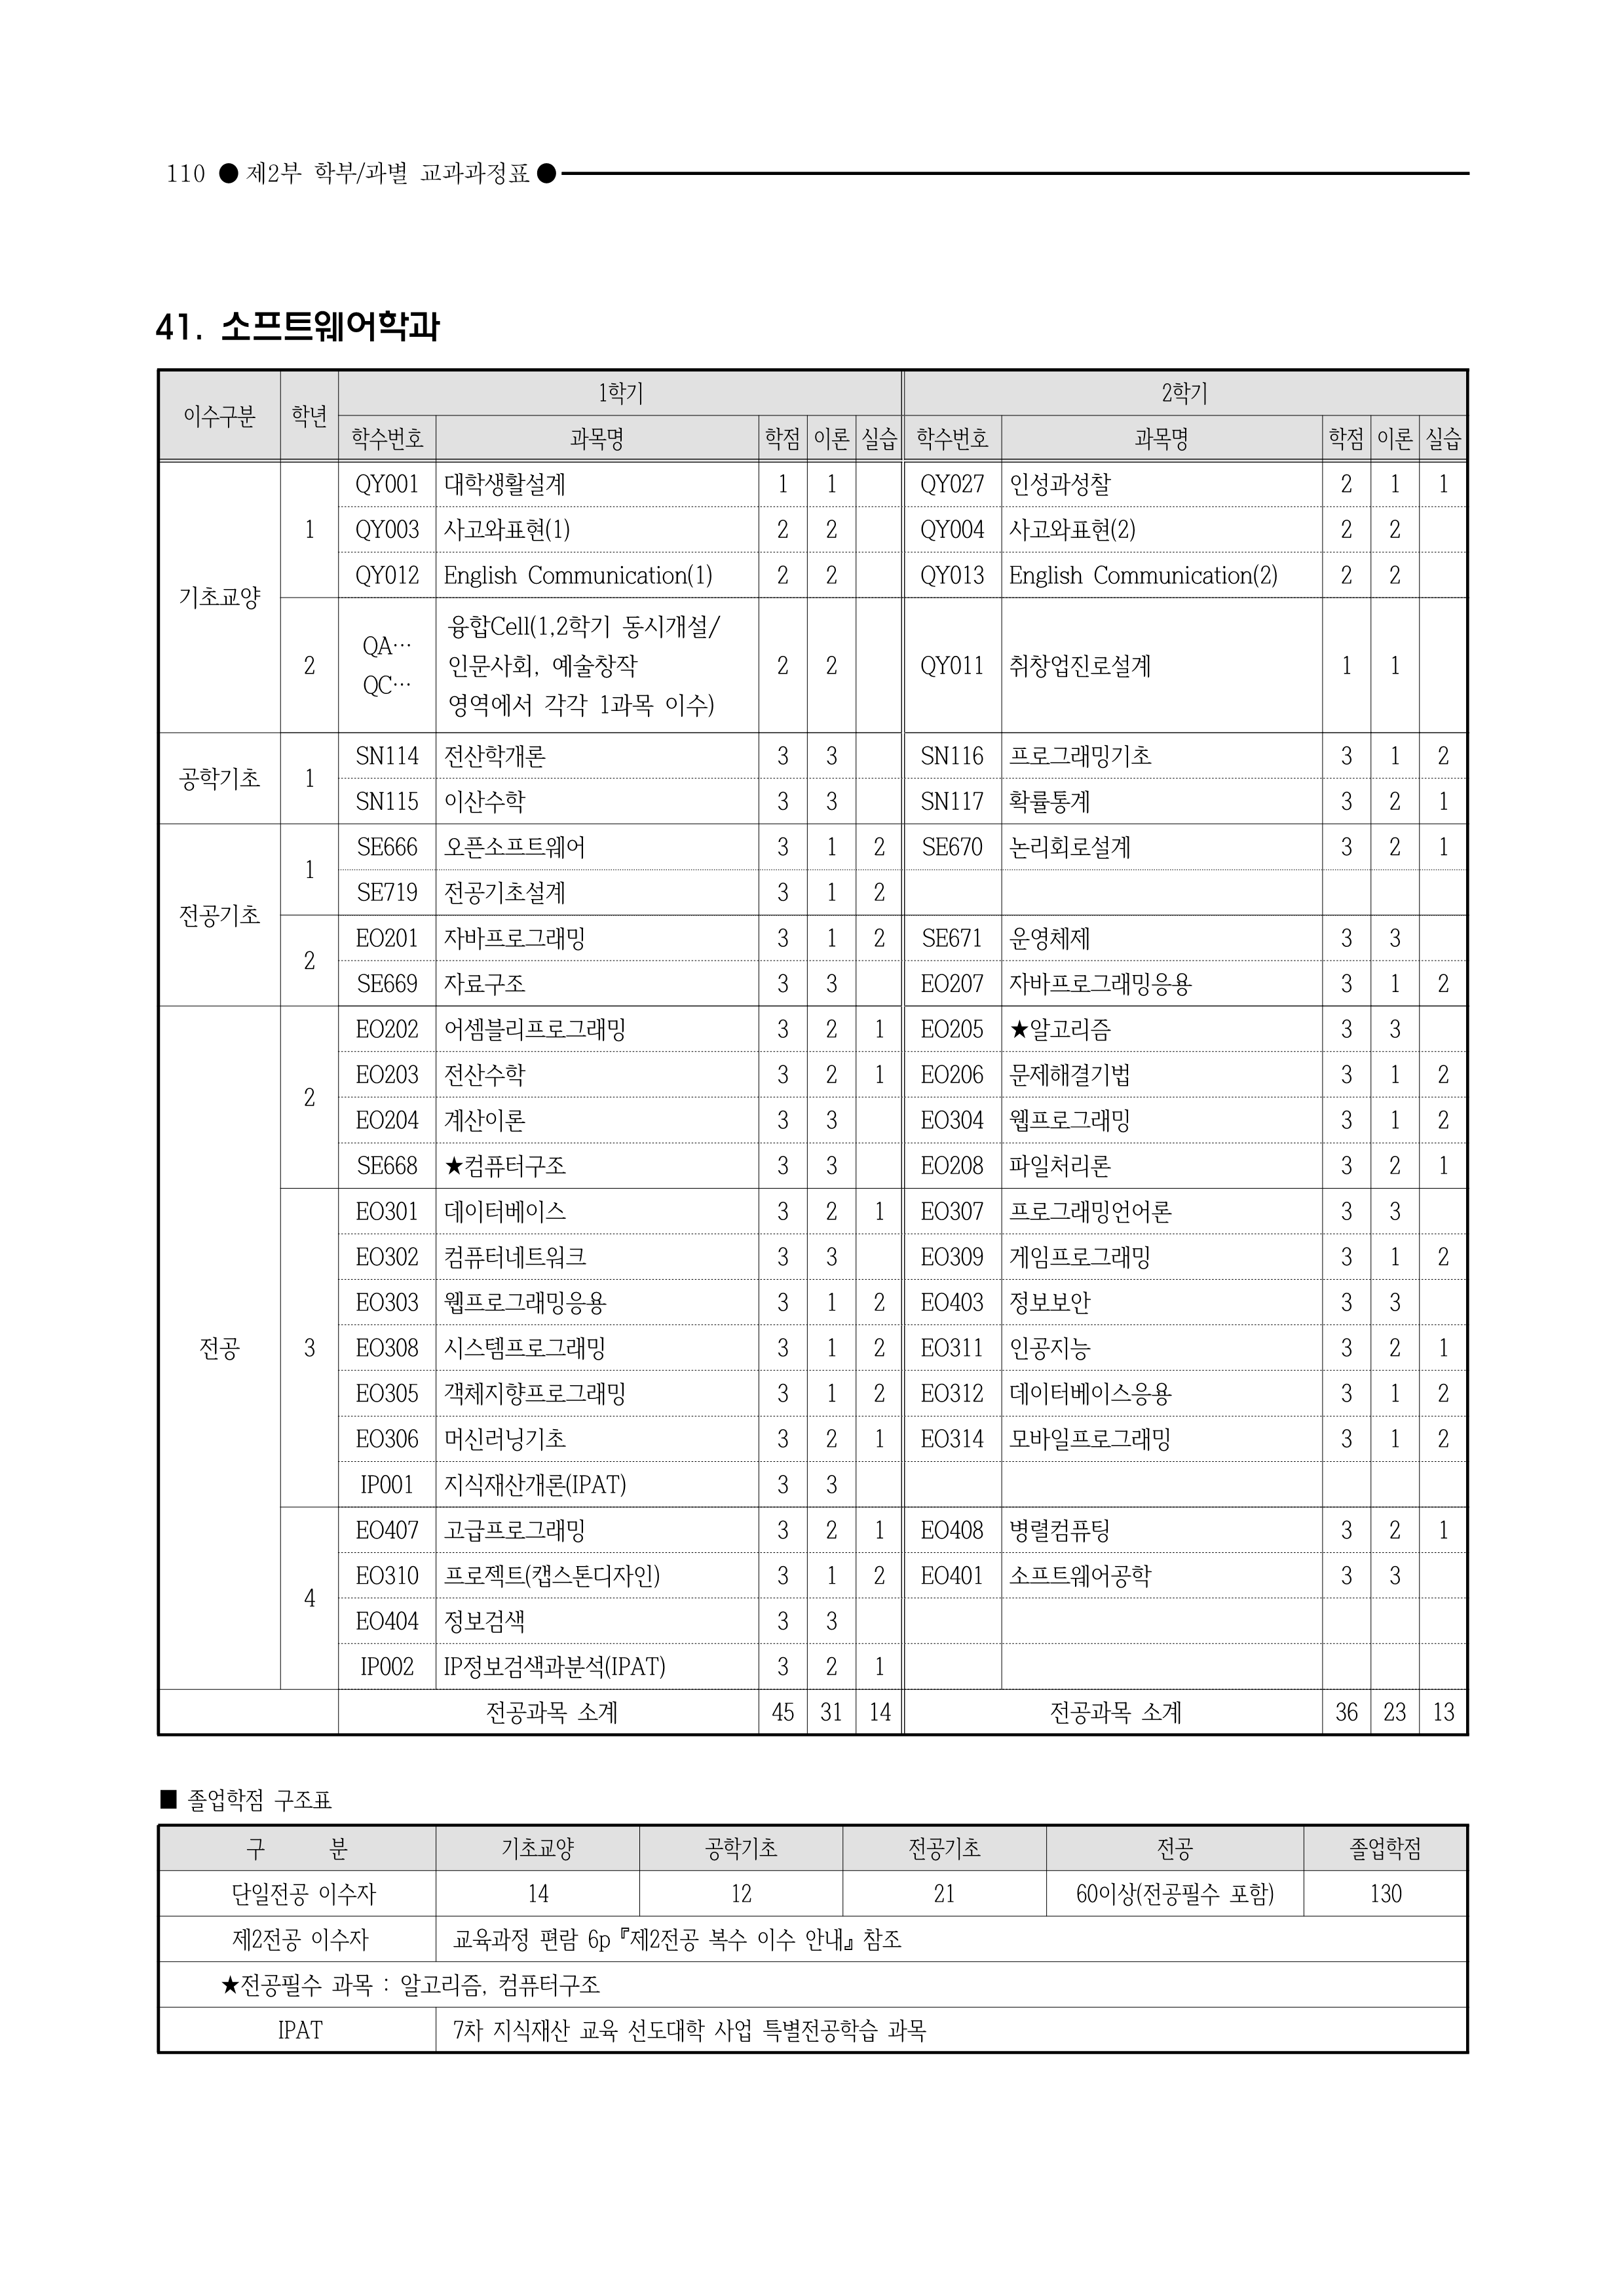 110 ● 제2부 학부/과별 교과과정표 ●
41. 소프트웨어학과
이수구분 학년 1학기 2학기
학수번호 과목명 학점 이론 실습 학수번호 과목명 학점 이론 실습
기초교양 1 QY001 대학생활설계 1 1 QY027 인성과성찰 2 1 1
QY003 사고와표현(1) 2 2 QY004 사고와표현(2) 2 2
QY012 English Communication(1) 2 2 QY013 English Communication(2) 2 2
2 QA… QC… 융합Cell(1,2학기 동시개설/
인문사회, 예술창작 2 2 QY011 취창업진로설계 1 1
영역에서 각각 1과목 이수)
공학기초 1 SN114 전산학개론 3 3 SN116 프로그래밍기초 3 1 2
SN115 이산수학 3 3 SN117 확률통계 3 2 1
전공기초 1 SE666 오픈소프트웨어 3 1 2 SE670 논리회로설계 3 2 1
SE719 전공기초설계 3 1 2
2 EO201 자바프로그래밍 3 1 2 SE671 운영체제 3 3
SE669 자료구조 3 3 EO207 자바프로그래밍응용 3 1 2
전공 2 EO202 어셈블리프로그래밍 3 2 1 EO205 ★알고리즘 3 3
EO203 전산수학 3 2 1 EO206 문제해결기법 3 1 2
EO204 계산이론 3 3 EO304 웹프로그래밍 3 1 2
SE668 ★컴퓨터구조 3 3 EO208 파일처리론 3 2 1
3 EO301 데이터베이스 3 2 1 EO307 프로그래밍언어론 3 3
EO302 컴퓨터네트워크 3 3 EO309 게임프로그래밍 3 1 2
EO303 웹프로그래밍응용 3 1 2 EO403 정보보안 3 3
EO308 시스템프로그래밍 3 1 2 EO311 인공지능 3 2 1
EO305 객체지향프로그래밍 3 1 2 EO312 데이터베이스응용 3 1 2
EO306 머신러닝기초 3 2 1 EO314 모바일프로그래밍 3 1 2
IP001 지식재산개론(IPAT) 3 3
4 EO407 고급프로그래밍 3 2 1 EO408 병렬컴퓨팅 3 2 1
EO310 프로젝트(캡스톤디자인) 3 1 2 EO401 소프트웨어공학 3 3
EO404 정보검색 3 3
IP002 IP정보검색과분석(IPAT) 3 2 1
전공과목 소계 45 31 14 전공과목 소계 36 23 13
■ 졸업학점 구조표
구 분 기초교양 공학기초 전공기초 전공 졸업학점
단일전공 이수자 14 12 21 60이상(전공필수 포함) 130
제2전공 이수자 교육과정 편람 6p 『제2전공 복수 이수 안내』 참조
★전공필수 과목 : 알고리즘, 컴퓨터구조
IPAT 7차 지식재산 교육 선도대학 사업 특별전공학습 과목